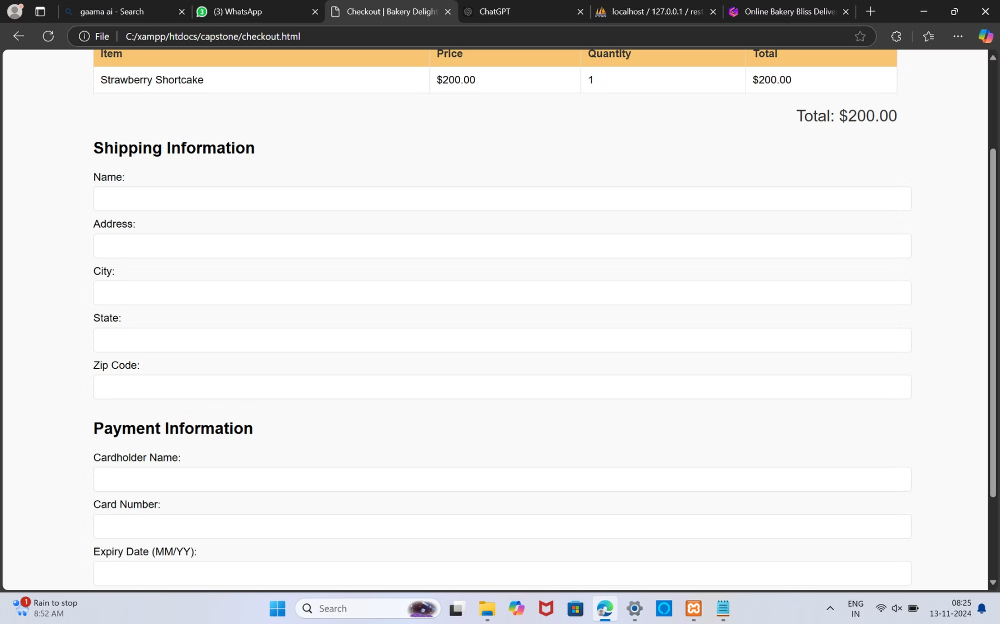 gaama ai - Search
(3) WhatsApp
Checkout | Bakery Delight
ChatGPT
localhost / 127.0.0.1 / rest
Online Bakery Bliss Delive
File
C:/xampp/htdocs/capstone/checkout.html
Item Price Quantity Total
Strawberry Shortcake $200.00 1 $200.00
Total: $200.00
Shipping Information
Name:
Address:
City:
State:
Zip Code:
Payment Information
Cardholder Name:
Card Number:
Expiry Date (MM/YY):
1
Rain to stop
8:52 AM
Search
ENG
IN
08:25
13-11-2024